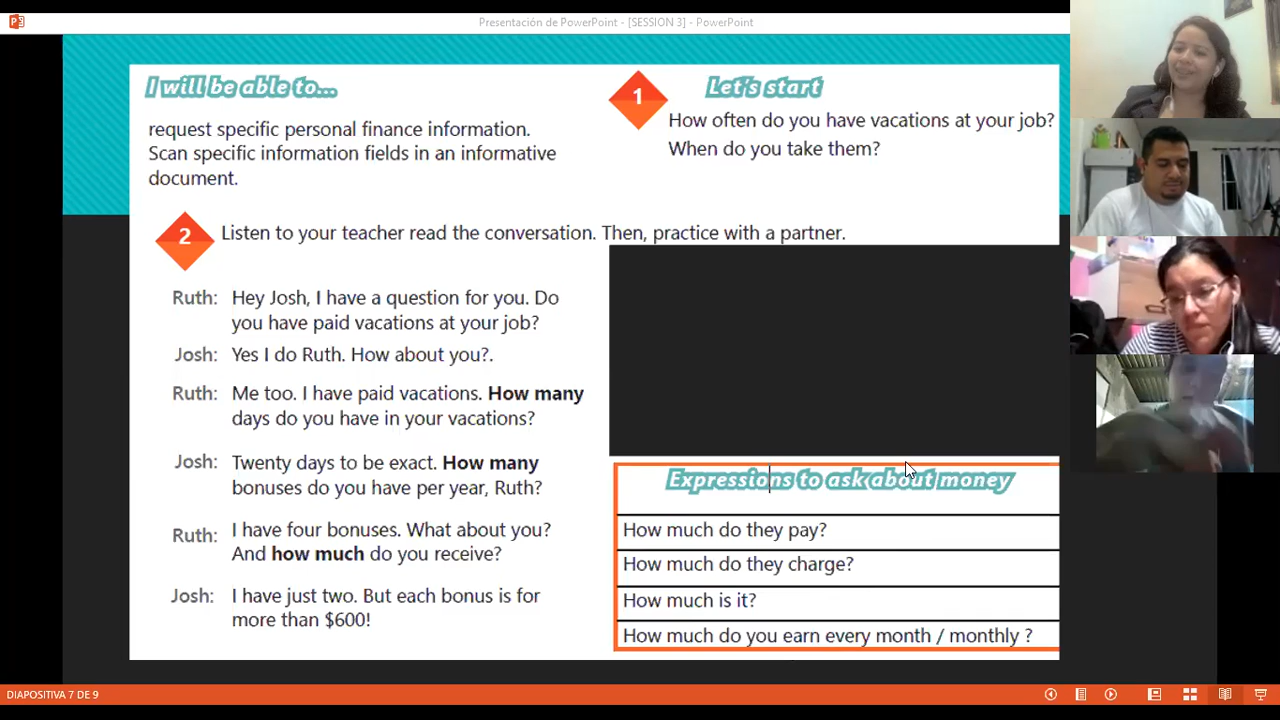 Presentación de PowerPoint - [SESSION 3] - PowerPoint
I will be able to...
request specific personal finance information.
Scan specific information fields in an informative
document.
1
Let's start
How often do you have vacations at your job?
When do you take them?
2
Listen to your teacher read the conversation. Then, practice with a partner.
Ruth: Hey Josh, I have a question for you. Do
you have paid vacations at your job?
Josh: Yes I do Ruth. How about you?.
Ruth: Me too. I have paid vacations. How many
days do you have in your vacations?
Josh: Twenty days to be exact. How many
bonuses do you have per year, Ruth?
Ruth: I have four bonuses. What about you?
And how much do you receive?
Josh: I have just two. But each bonus is for
more than $600!
Expressions to ask about money
How much do they pay?
How much do they charge?
How much is it?
How much do you earn every month / monthly ?
DIAPOSITIVA 7 DE 9